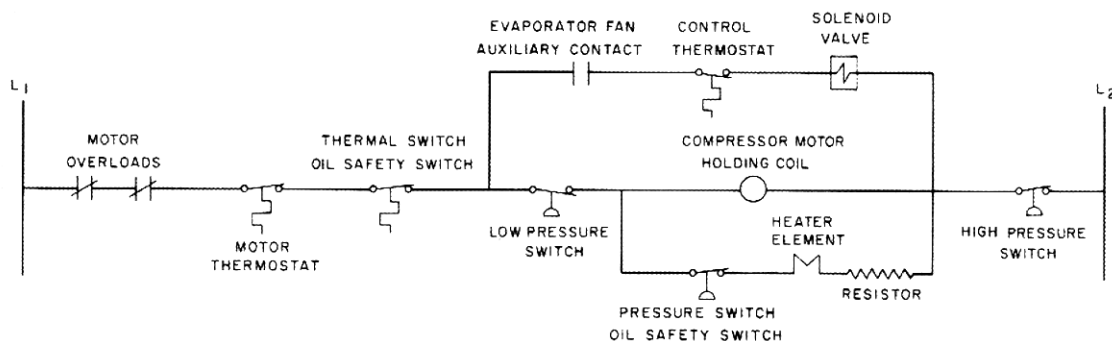 EVAPORATOR FAN
AUXILIARY CONTACT
CONTROL
THERMOSTAT
SOLENOID
VALVE
L1
L2
MOTOR
OVERLOADS
THERMAL SWITCH
OIL SAFETY SWITCH
COMPRESSOR MOTOR
HOLDING COIL
MOTOR
THERMOSTAT
LOW PRESSURE
SWITCH
HEATER
ELEMENT
HIGH PRESSURE
SWITCH
RESISTOR
PRESSURE SWITCH
OIL SAFETY SWITCH